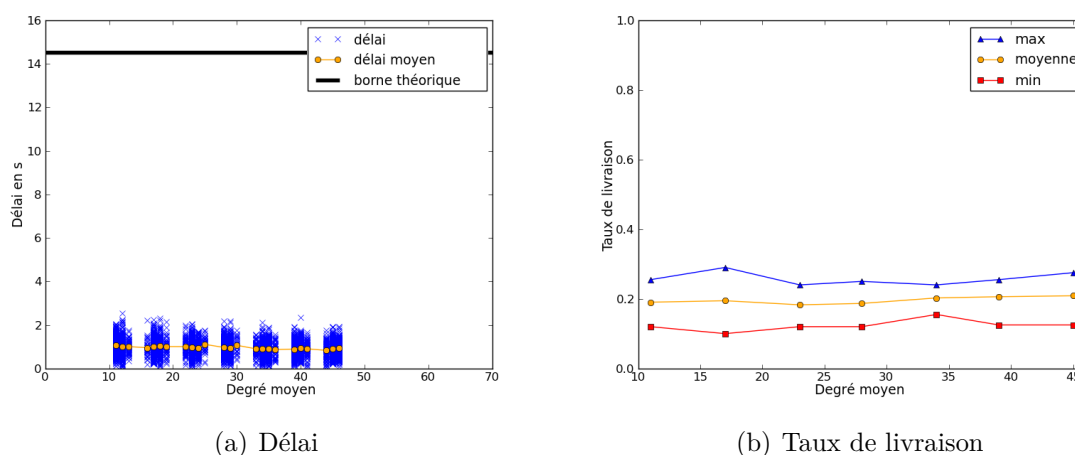 16
14
12
10
8
6
4
2
0
0 10 20 30 40 50 60 70
Délai en s
Degré moyen
délai
délai moyen
borne théorique
(a) Délai
1.0
0.8
0.6
0.4
0.2
0.0
10 15 20 25 30 35 40 45
Taux de livraison
Degré moyen
max
moyenne
min
(b) Taux de livraison